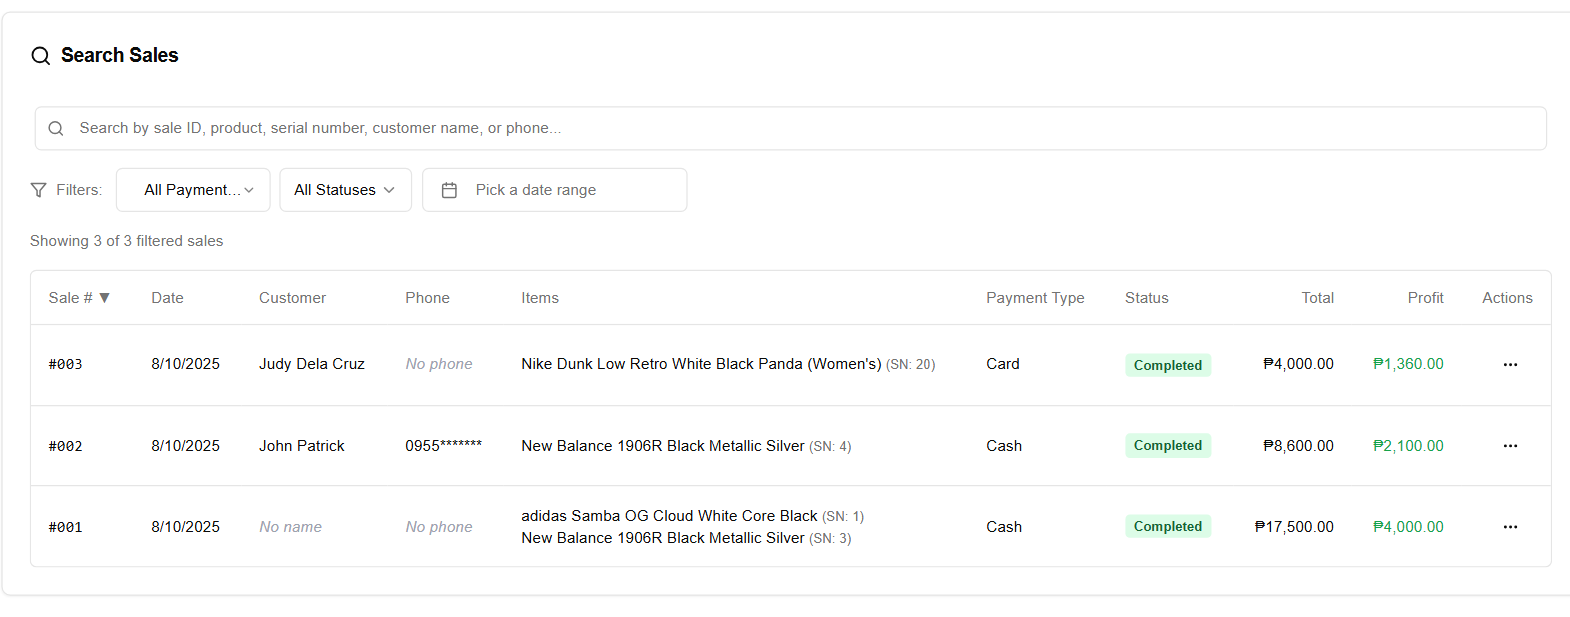 Search Sales
Search by sale ID, product, serial number, customer name, or phone...
Filters: All Payment... All Statuses Pick a date range
Showing 3 of 3 filtered sales
Sale # ▼ Date Customer Phone Items Payment Type Status Total Profit Actions
#003 8/10/2025 Judy Dela Cruz No phone Nike Dunk Low Retro White Black Panda (Women's) (SN: 20) Card Completed ₱4,000.00 ₱1,360.00 ...
#002 8/10/2025 John Patrick 0955******* New Balance 1906R Black Metallic Silver (SN: 4) Cash Completed ₱8,600.00 ₱2,100.00 ...
#001 8/10/2025 No name No phone adidas Samba OG Cloud White Core Black (SN: 1) Cash Completed ₱17,500.00 ₱4,000.00 ...
New Balance 1906R Black Metallic Silver (SN: 3)